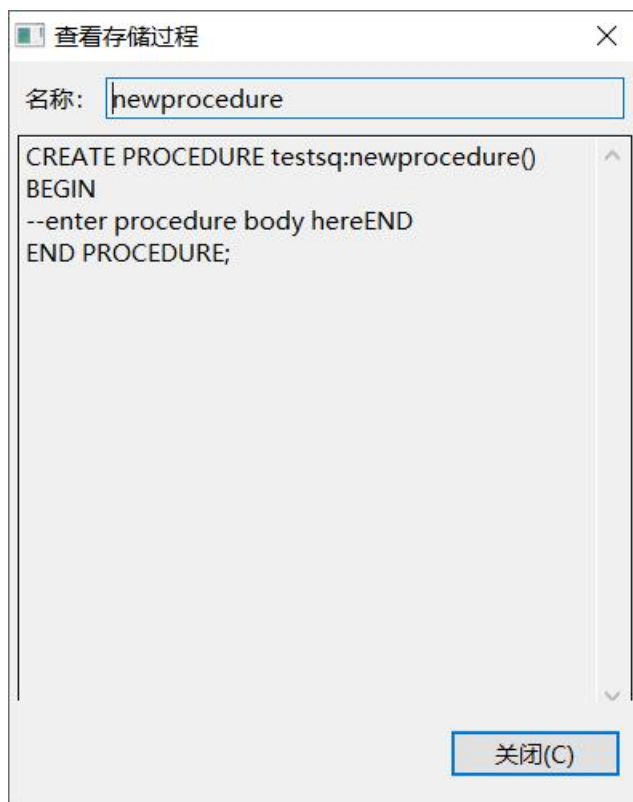 查看存储过程
名称: newprocedure
CREATE PROCEDURE testsq:newprocedure()
BEGIN
--enter procedure body hereEND
END PROCEDURE;
关闭(C)